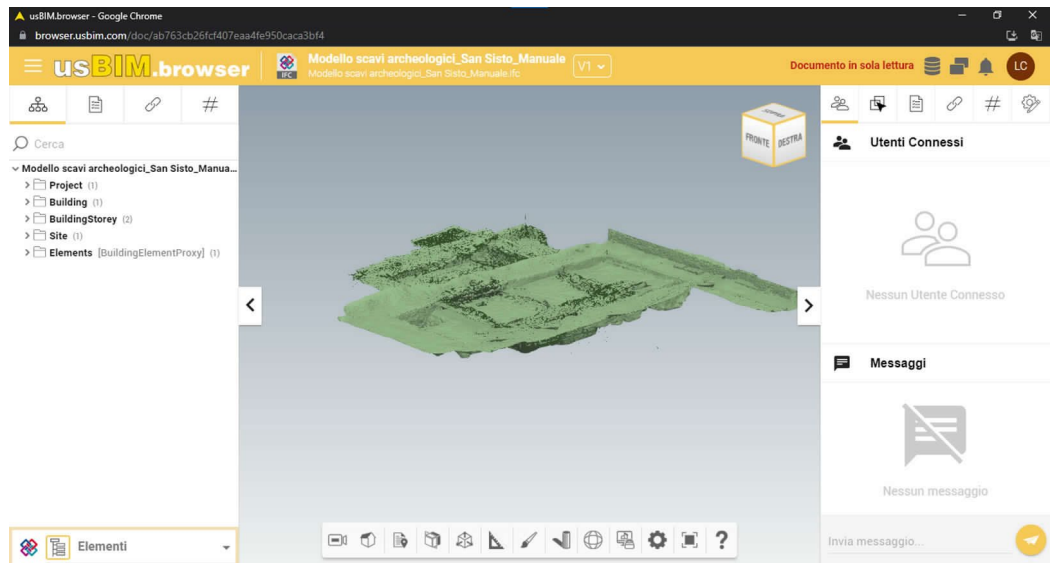 usBIM.browser - Google Chrome
browser.usbim.com/doc/ab763cb26fcf407eaa4fe950caca3bf4
usBIM.browser
IFC
Modello scavi archeologici_San Sisto_Manuale
Modello scavi archeologici_San Sisto_Manuale.ifc
V1
Documento in sola lettura
LC
#
Cerca
Modello scavi archeologici_San Sisto_Manua...
Project (1)
Building (1)
BuildingStorey (2)
Site (1)
Elements [BuildingElementProxy] (1)
Elementi
FRONTE
DESTRA
?
#
Utenti Connessi
Nessun Utente Connesso
Messaggi
Nessun messaggio
Invia messaggio...